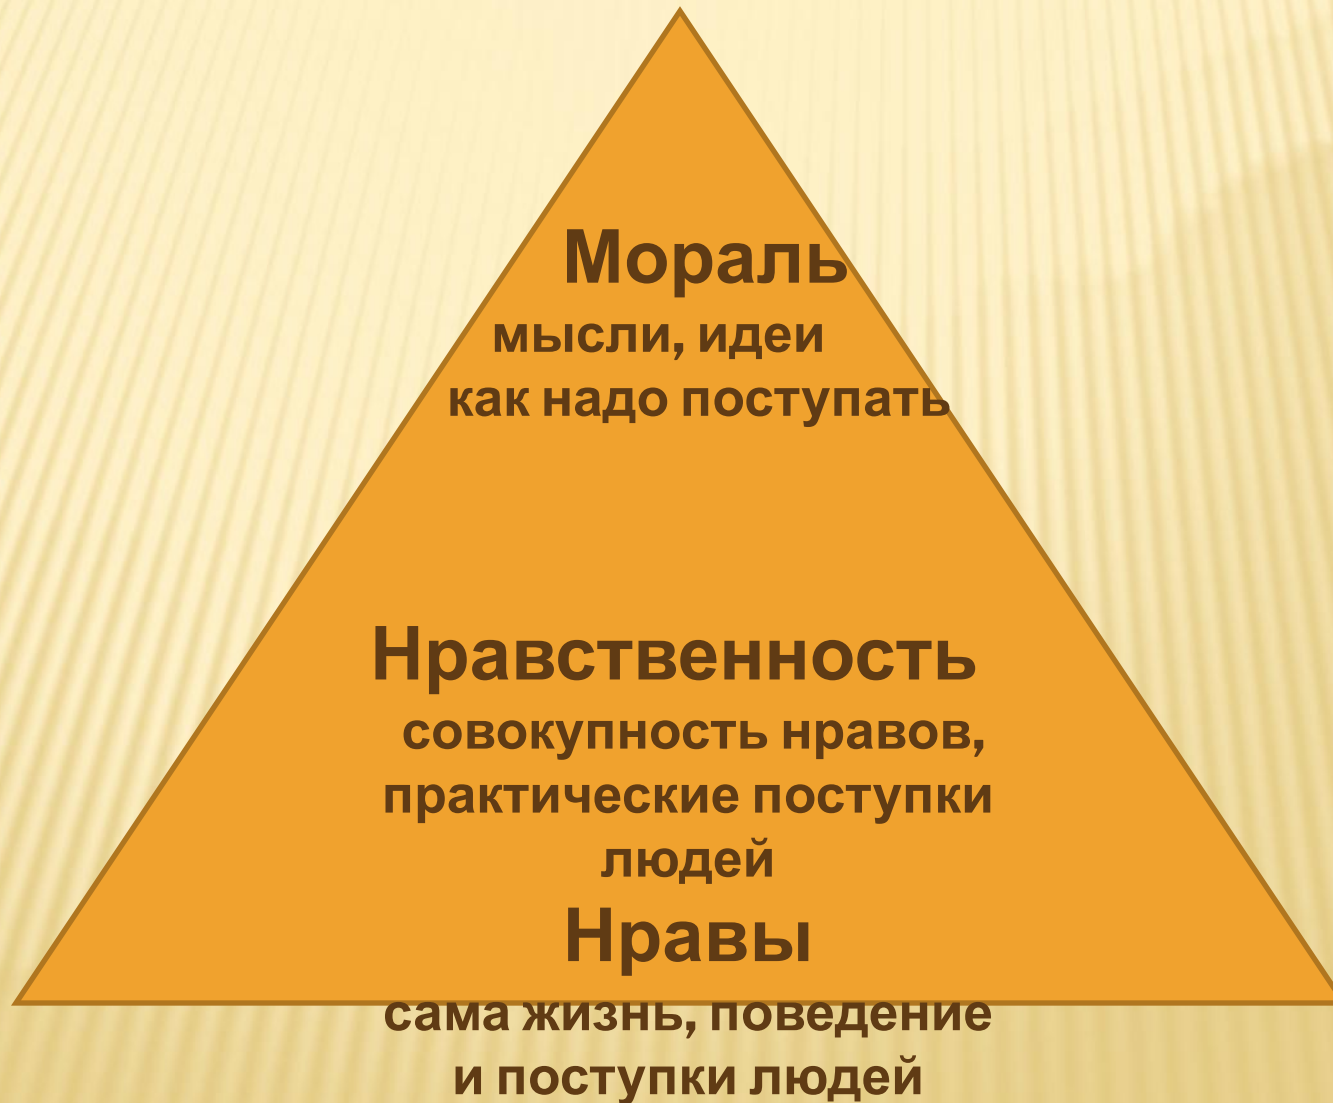 Мораль
мысли, идеи
как надо поступать
Нравственность
совокупность нравов,
практические поступки
людей
Нравы
сама жизнь, поведение
и поступки людей